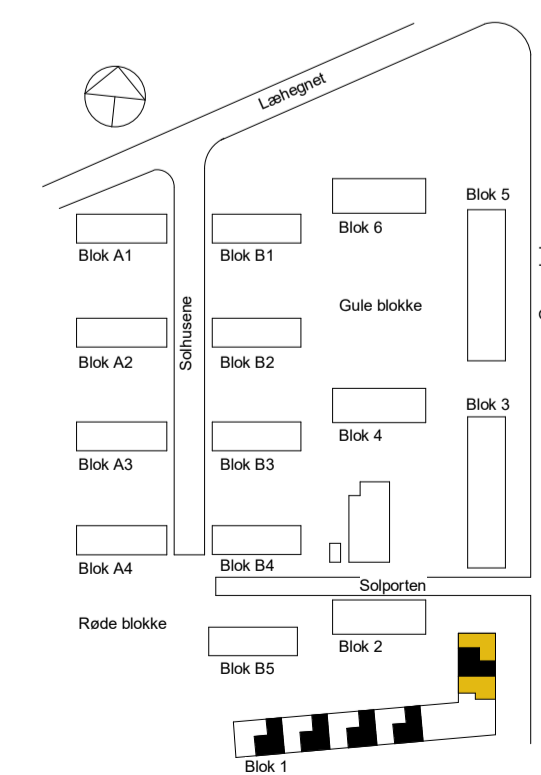 Læhegnet
Blok 5
Blok 6
Blok A1
Blok B1
Gule blokke
Solhusene
Blok A2
Blok B2
Blok 3
Blok 4
Blok A3
Blok B3
Blok A4
Blok B4
Solporten
Røde blokke
Blok 2
Blok B5
Blok 1